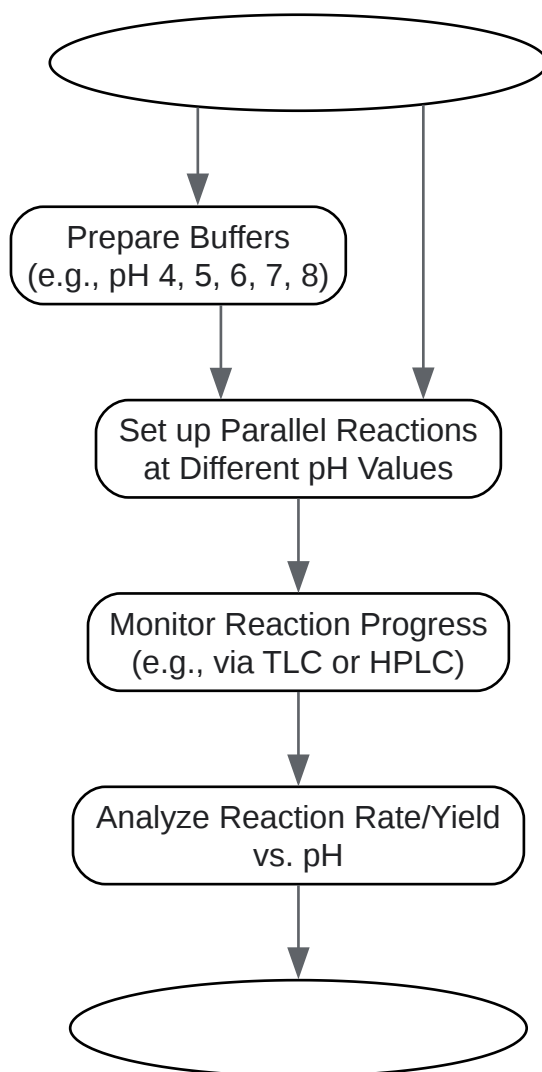 Prepare Buffers
(e.g., pH 4, 5, 6, 7, 8)
Set up Parallel Reactions
at Different pH Values
Monitor Reaction Progress
(e.g., via TLC or HPLC)
Analyze Reaction Rate/Yield
vs. pH